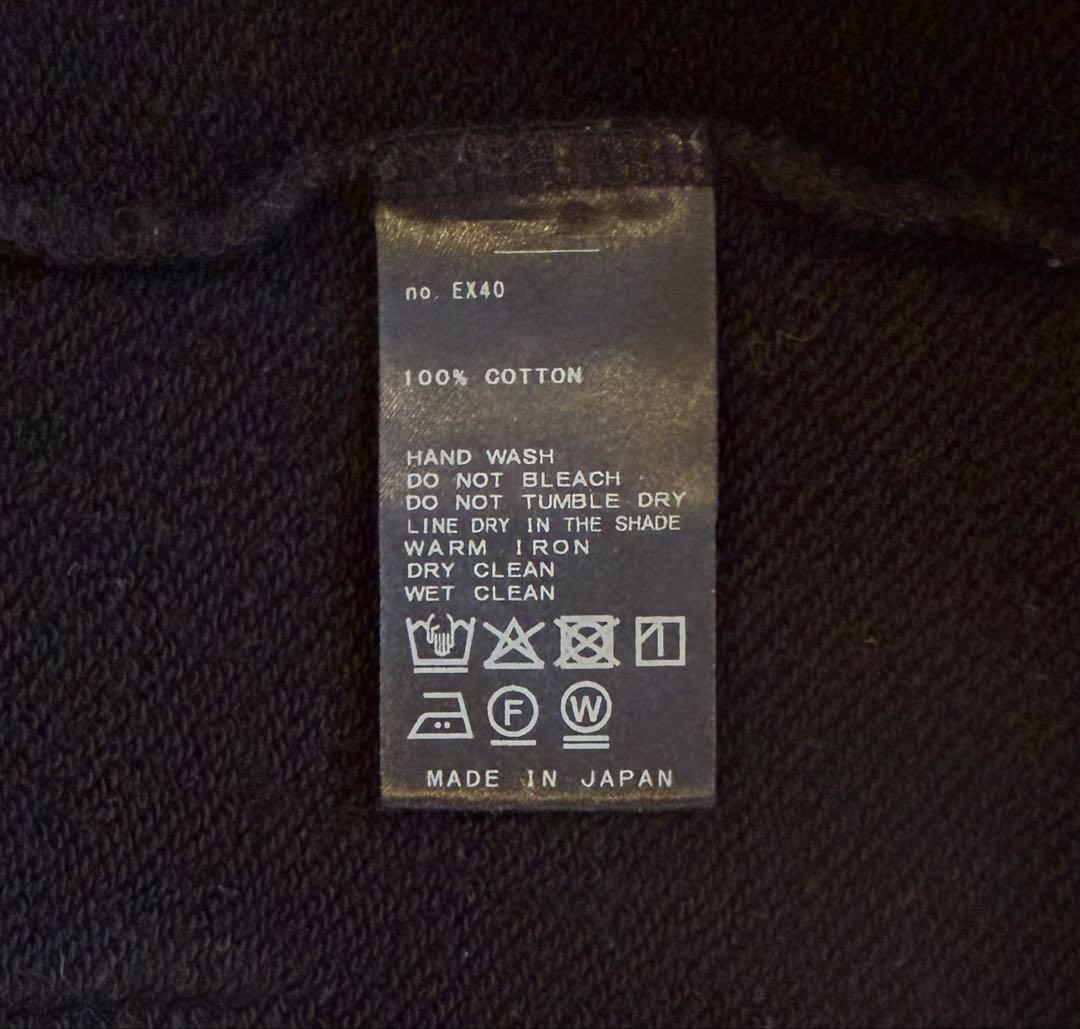 no. EX40
100% COTTON
HAND WASH
DO NOT BLEACH
DO NOT TUMBLE DRY
LINE DRY IN THE SHADE
WARM IRON
DRY CLEAN
WET CLEAN
F W
MADE IN JAPAN